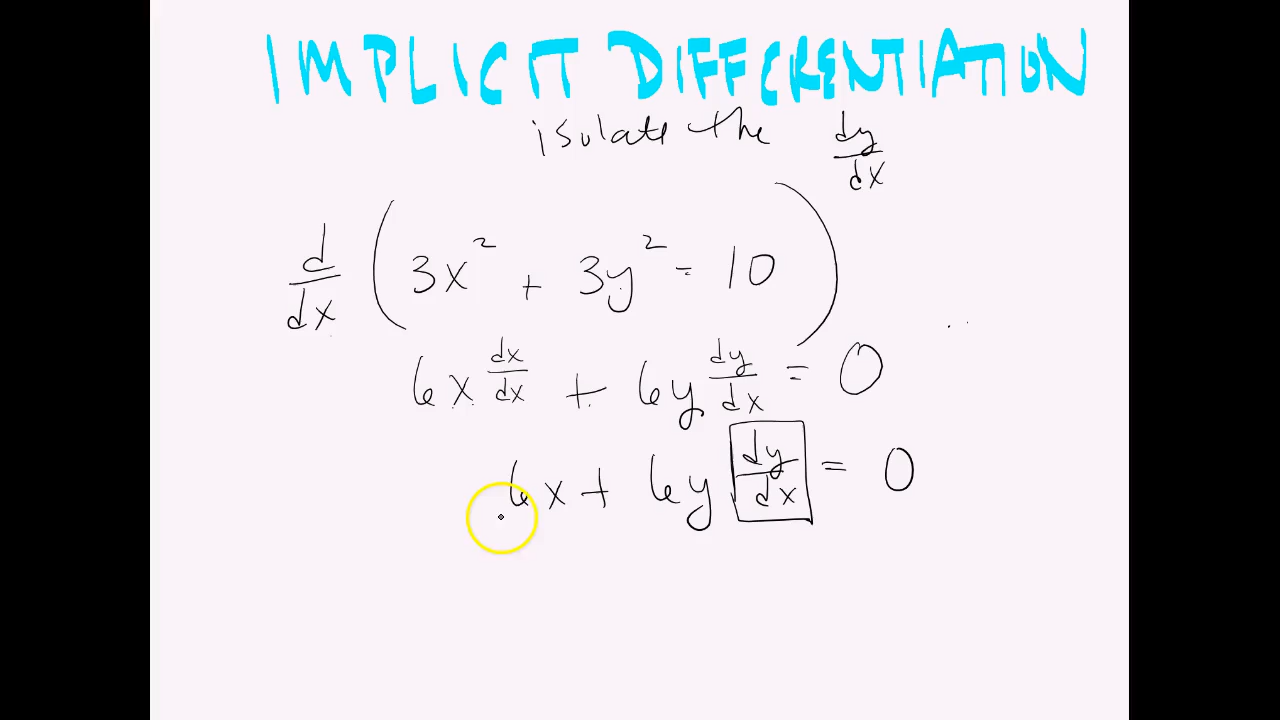 IMPLICIT DIFFERENTIATION
isolate the dy/dx
d/dx (3x² + 3y² = 10)
6x dx/dx + 6y dy/dx = 0
6x + 6y dy/dx = 0